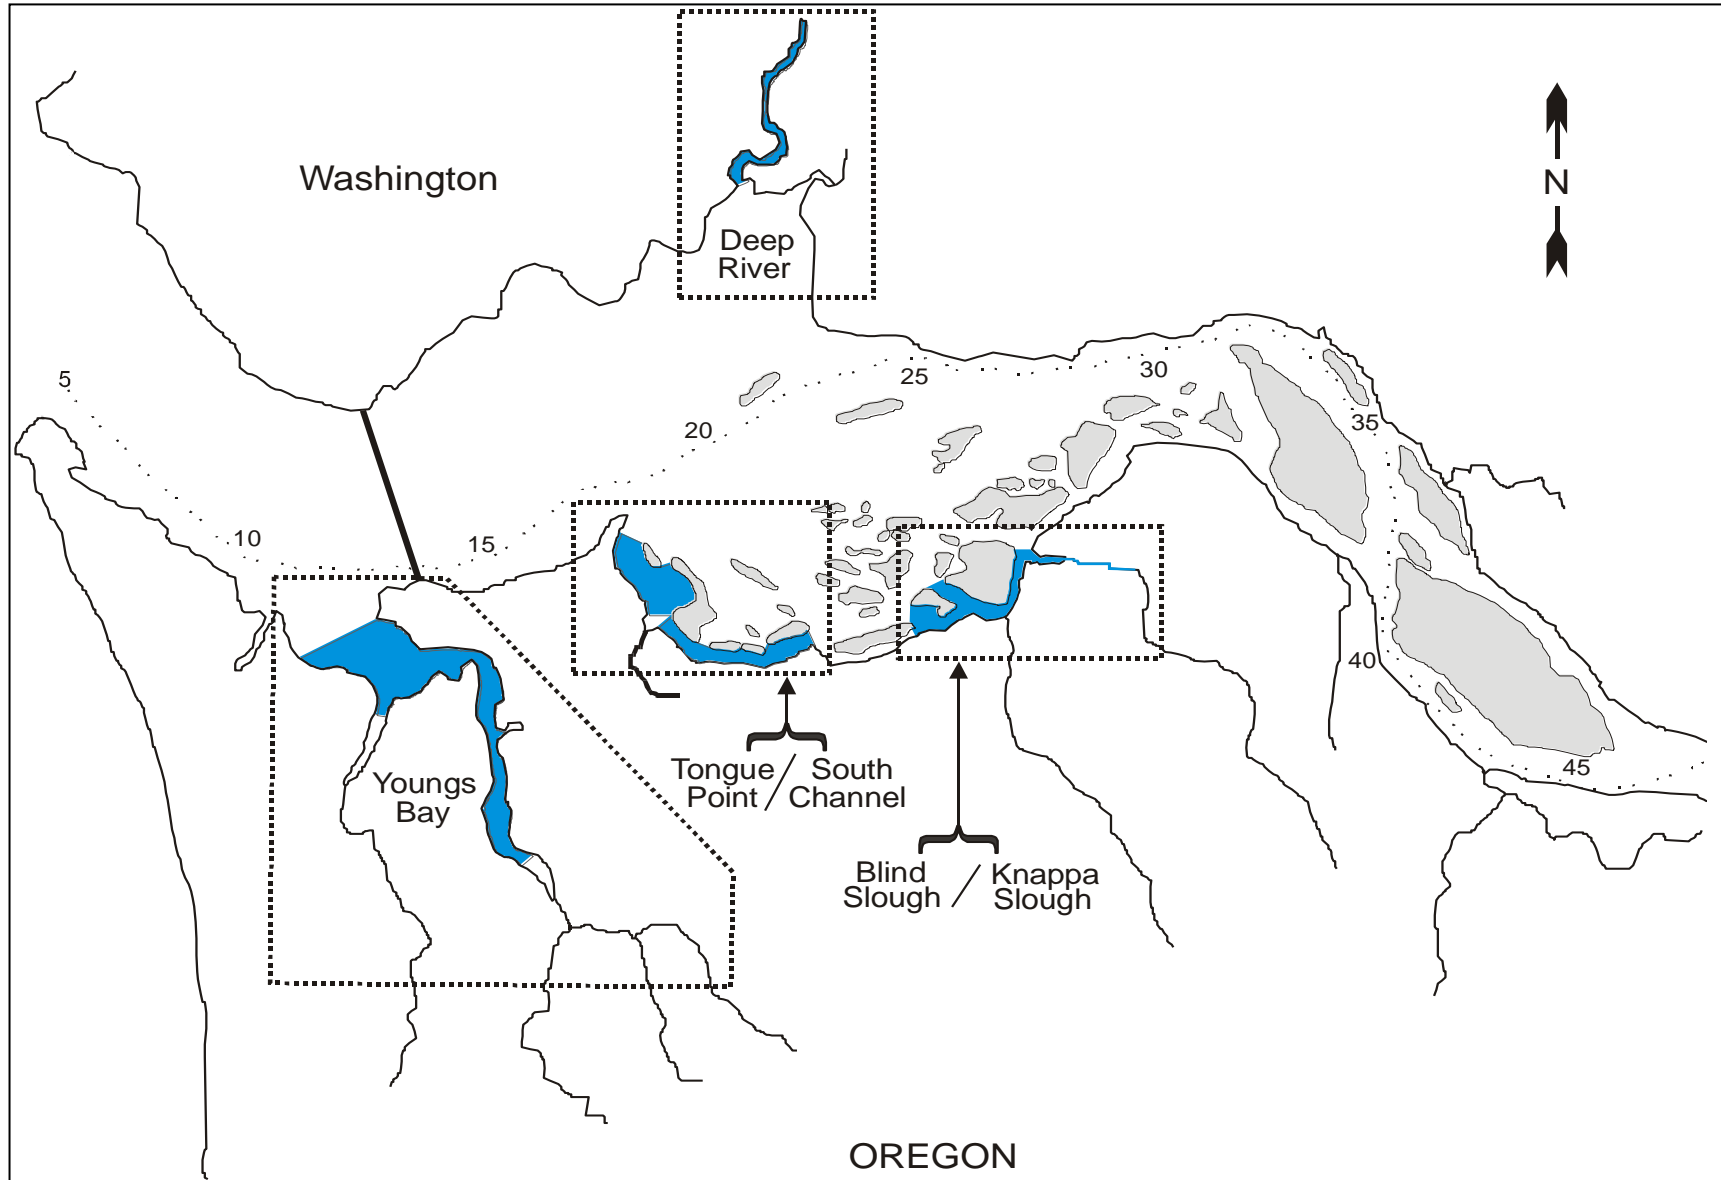 Washington
N
Deep
River
5
10
15
20
25
30
35
40
45
Youngs
Bay
Tongue / South
Point / Channel
Blind / Knappa
Slough / Slough
OREGON